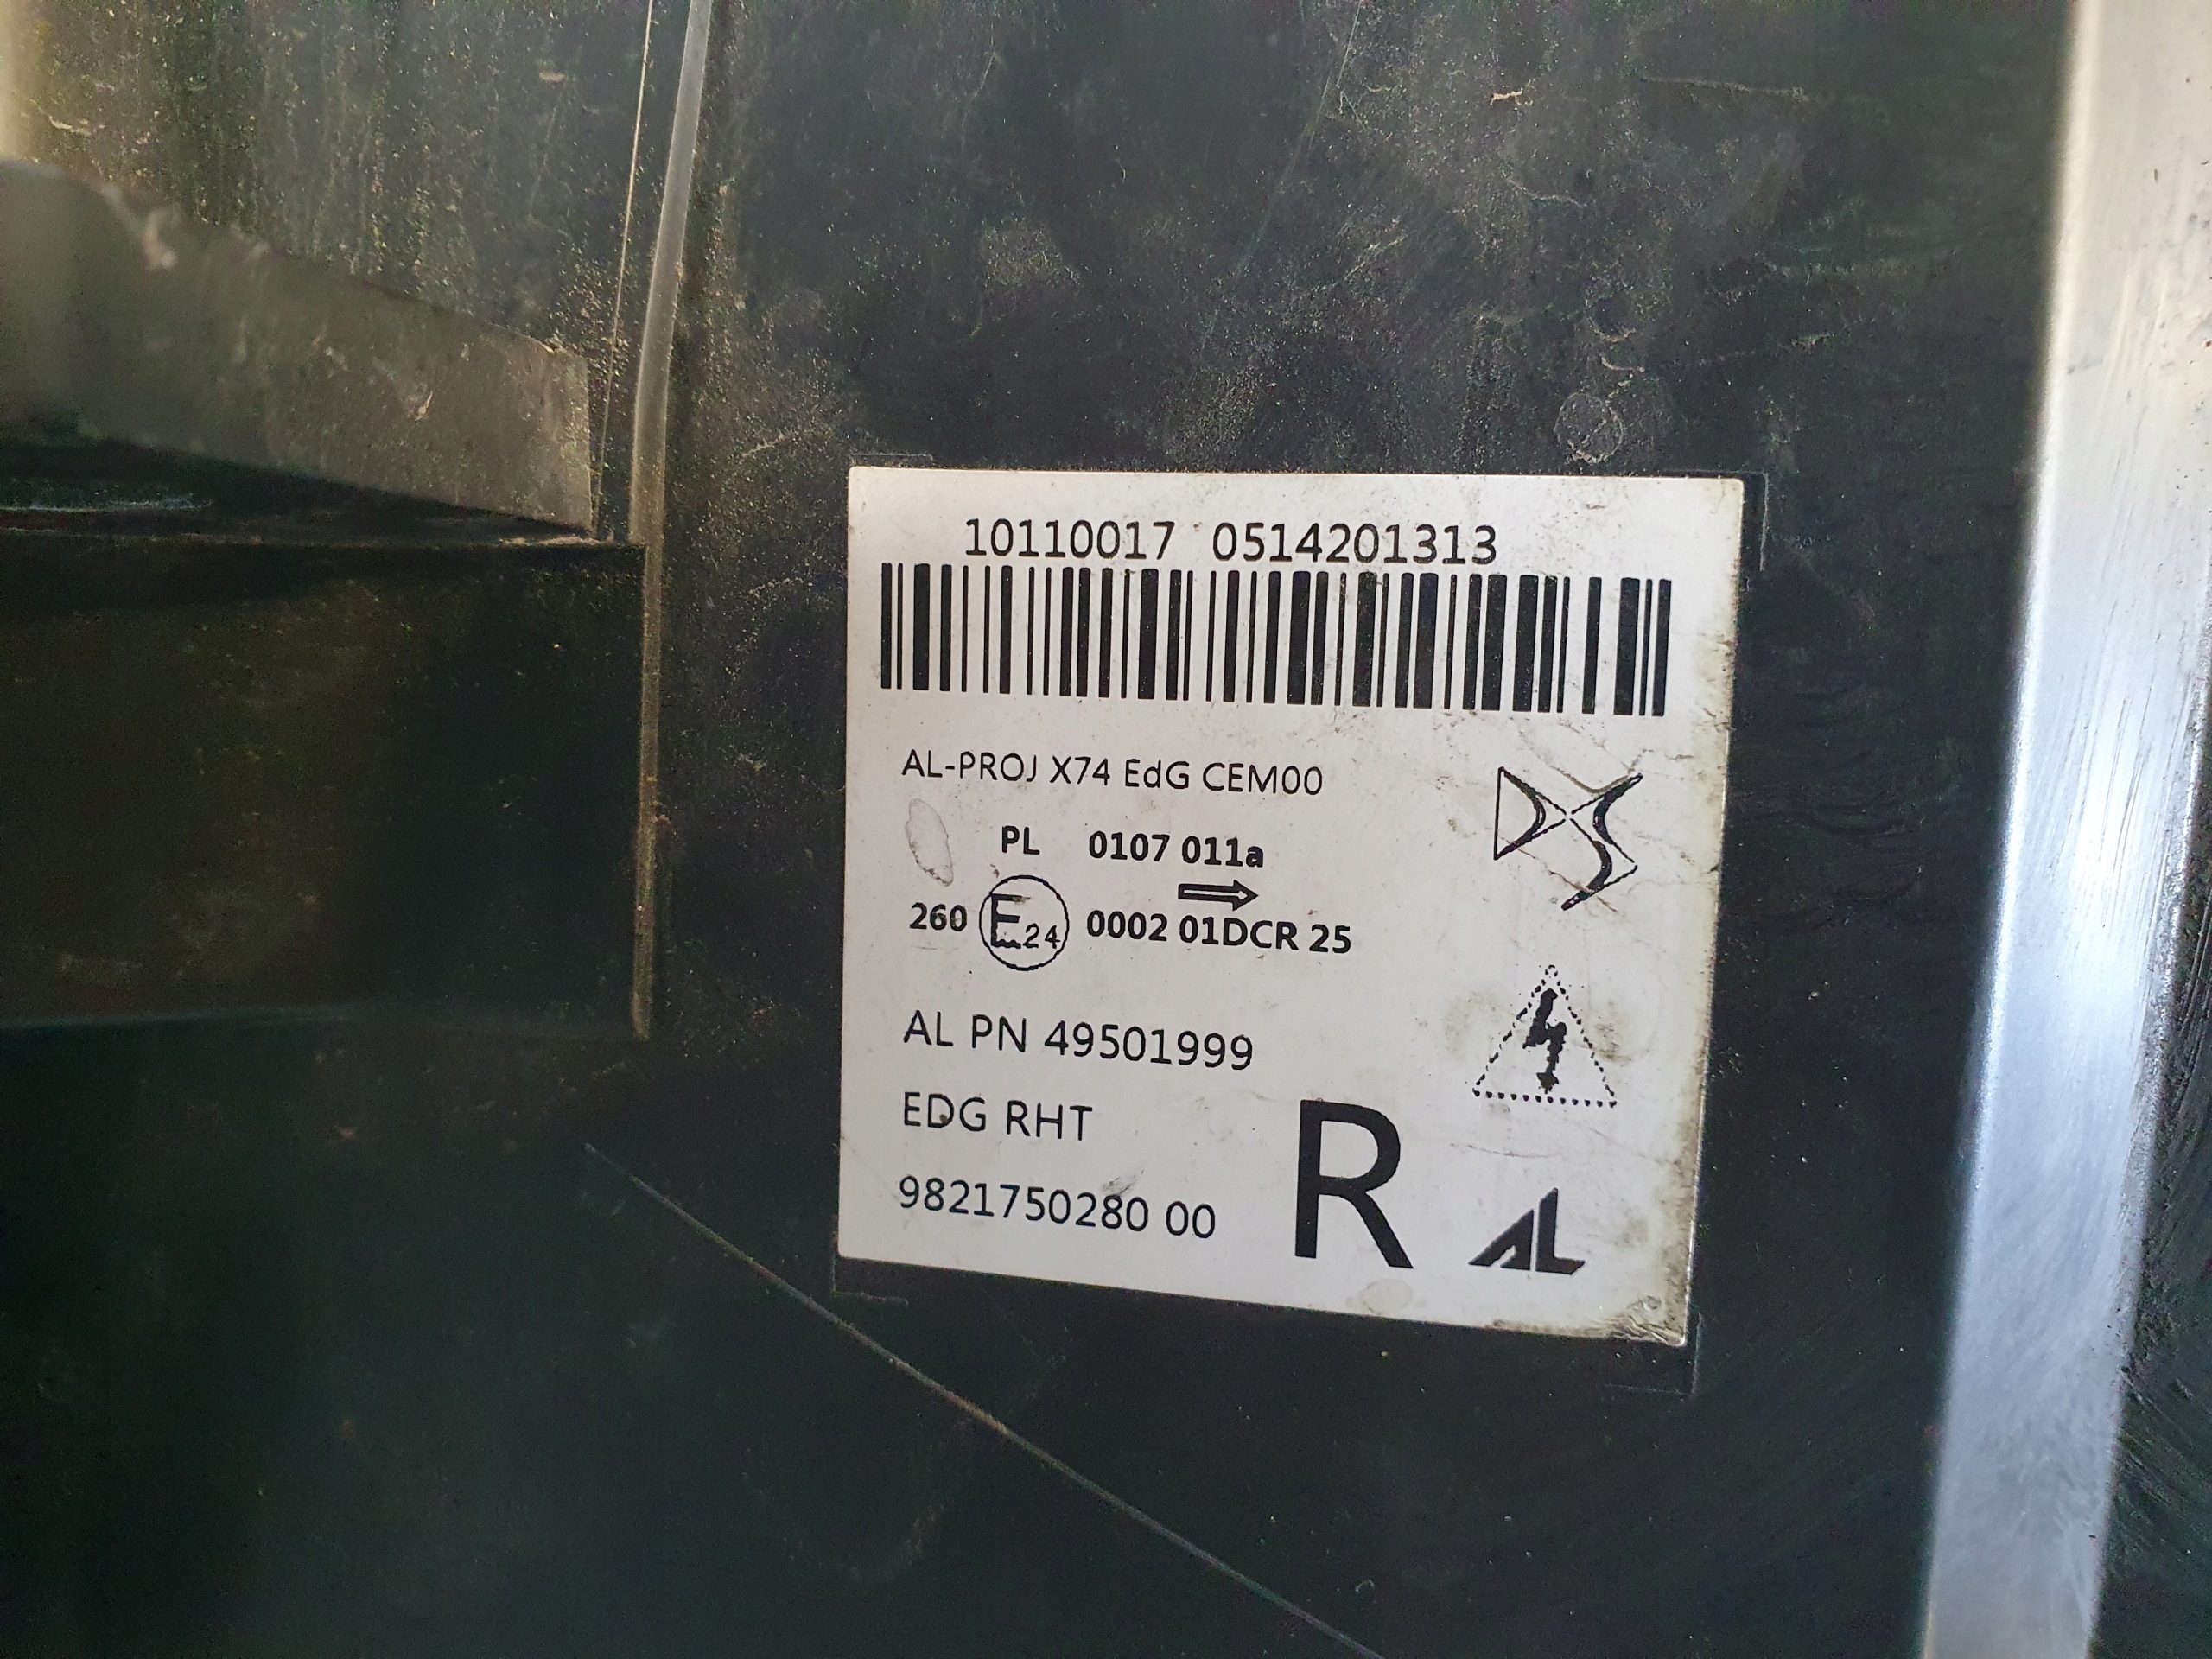 10110017 0514201313
AL-PROJ X74 EdG CEM00
PL 0107 011a
260 E24 0002 01DCR 25
AL PN 49501999
EDG RHT
9821750280 00
R
AL
DS